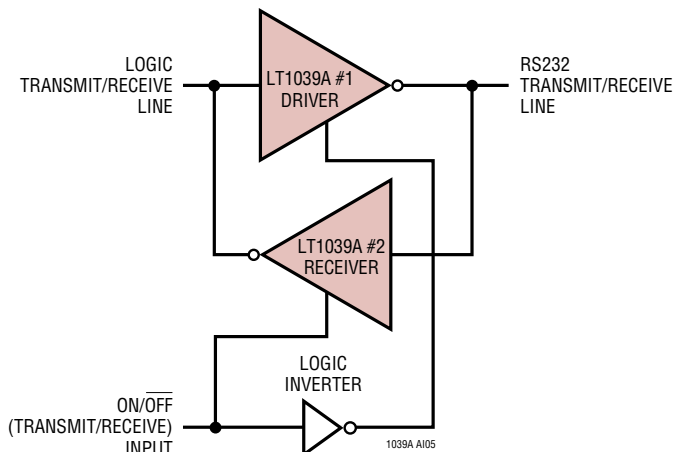 LOGIC
TRANSMIT/RECEIVE
LINE
LT1039A #1
DRIVER
RS232
TRANSMIT/RECEIVE
LINE
LT1039A #2
RECEIVER
LOGIC
INVERTER
ON/OFF
(TRANSMIT/RECEIVE)
INPUT
1039A AI05